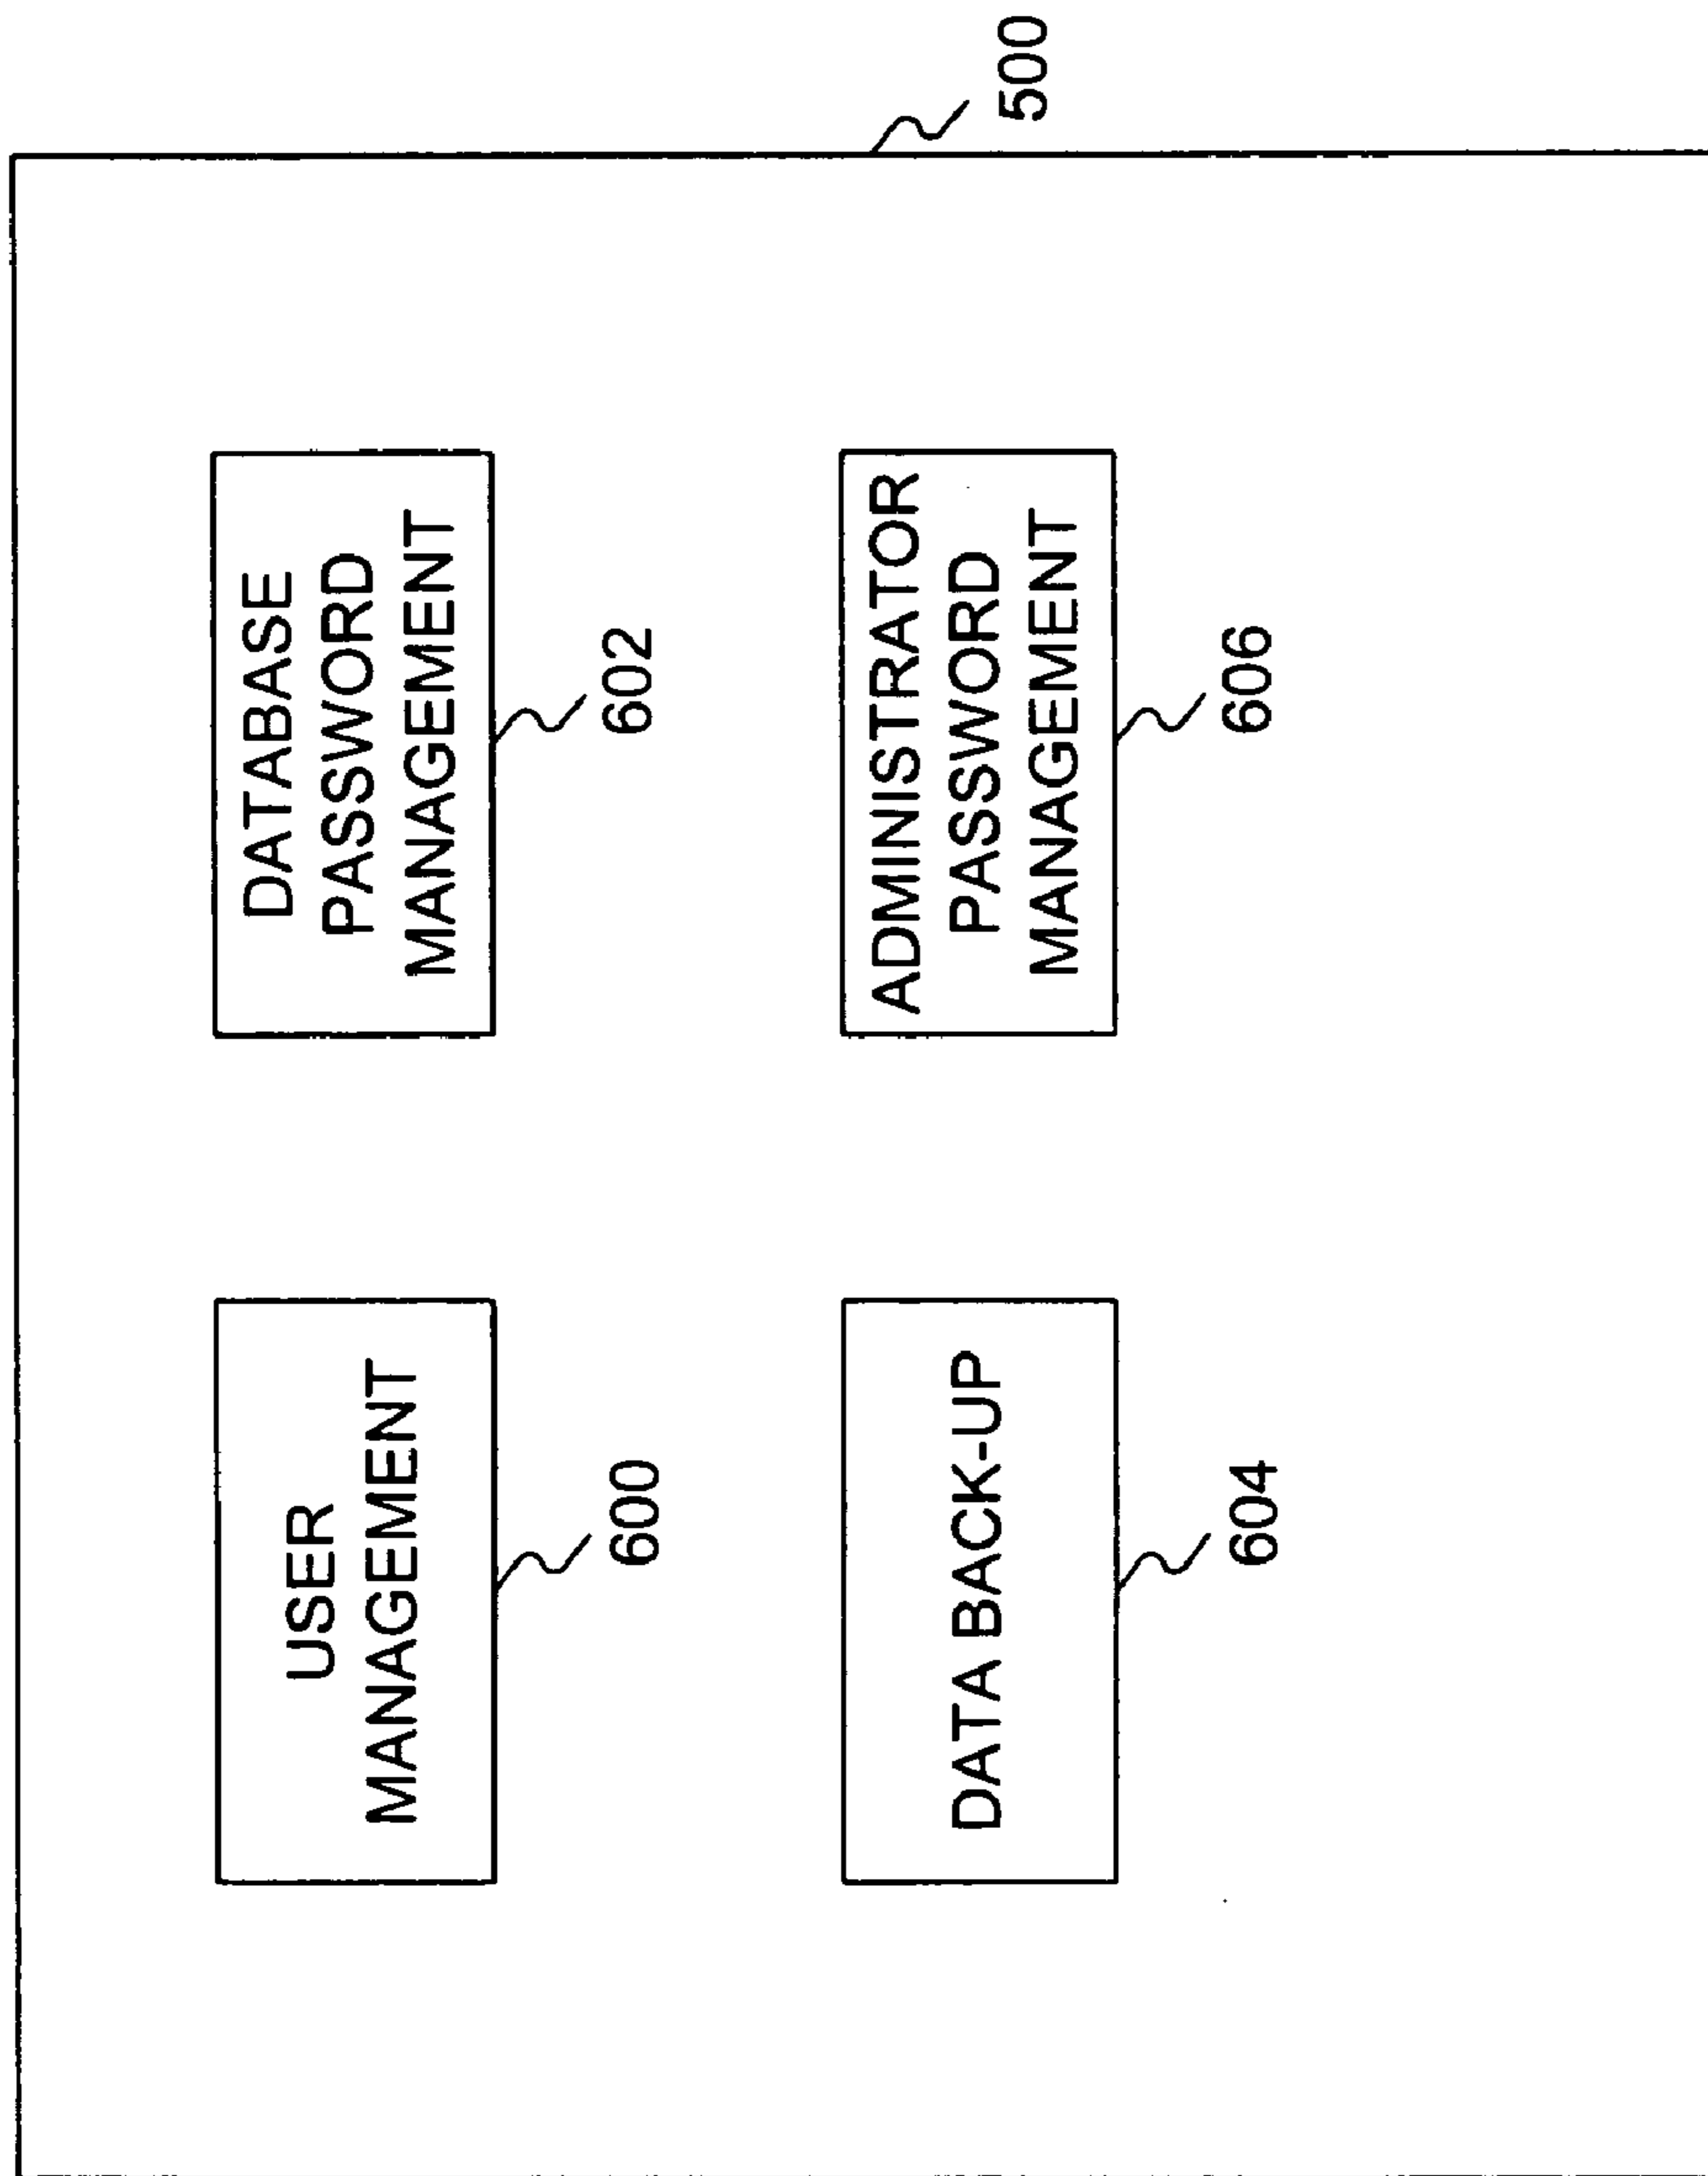 USER
MANAGEMENT
600
DATABASE
PASSWORD
MANAGEMENT
602
DATA BACK-UP
604
ADMINISTRATOR
PASSWORD
MANAGEMENT
606
500